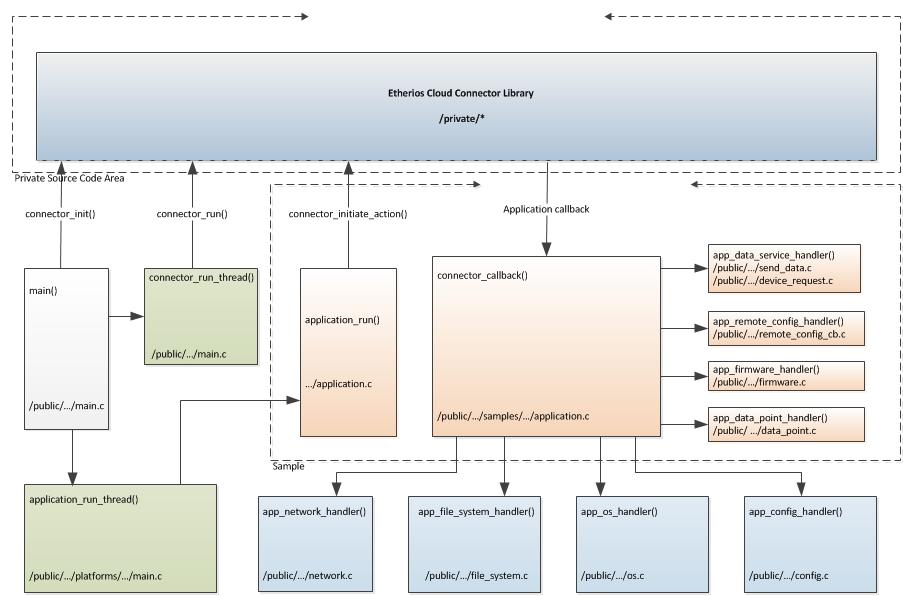 Etherios Cloud Connector Library
/private/*
Private Source Code Area
connector_init()
connector_run()
connector_initiate_action()
Application callback
main()
/public/.../main.c
connector_run_thread()
/public/.../main.c
application_run()
.../application.c
connector_callback()
/public/.../samples/.../application.c
app_data_service_handler()
/public/.../send_data.c
/public/.../device_request.c
app_remote_config_handler()
/public/.../remote_config_cb.c
app_firmware_handler()
/public/.../firmware.c
app_data_point_handler()
/public/ .../data_point.c
Sample
application_run_thread()
/public/.../platforms/.../main.c
app_network_handler()
/public/.../network.c
app_file_system_handler()
/public/.../file_system.c
app_os_handler()
/public/.../os.c
app_config_handler()
/public/.../config.c